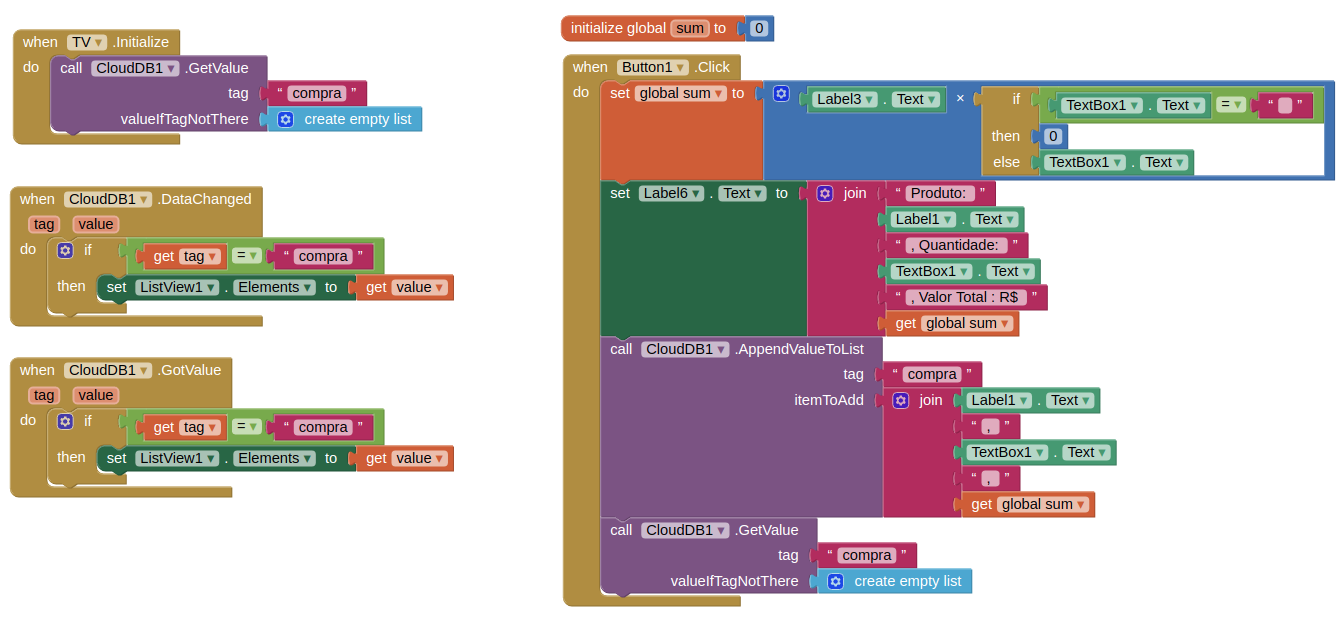 when TV .Initialize
do call CloudDB1 .GetValue
tag “ compra ”
valueIfTagNotThere create empty list
when CloudDB1 .DataChanged
tag value
do if get tag = “ compra ”
then set ListView1 . Elements to get value
when CloudDB1 .GotValue
tag value
do if get tag = “ compra ”
then set ListView1 . Elements to get value
initialize global sum to 0
when Button1 .Click
do set global sum to Label3 . Text × if TextBox1 . Text = “ ”
then 0
else TextBox1 . Text
set Label6 . Text to join “ Produto: ”
Label1 . Text
“ , Quantidade: ”
TextBox1 . Text
“ , Valor Total : R$ ”
get global sum
call CloudDB1 .AppendValueToList
tag “ compra ”
itemToAdd join Label1 . Text
“ , ”
TextBox1 . Text
“ , ”
get global sum
call CloudDB1 .GetValue
tag “ compra ”
valueIfTagNotThere create empty list